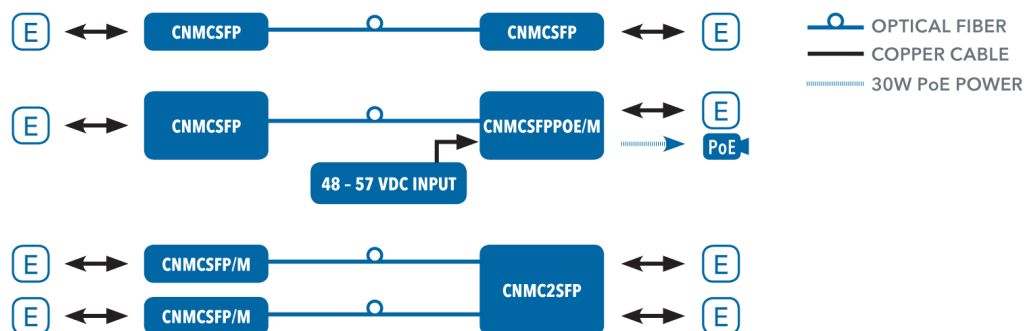 E CNMCSFP CNMCSFP E
OPTICAL FIBER
COPPER CABLE
30W PoE POWER
E CNMCSFP CNMCSFPPOE/M E
PoE
48 – 57 VDC INPUT
E CNMCSFP/M CNMC2SFP E
E CNMCSFP/M E